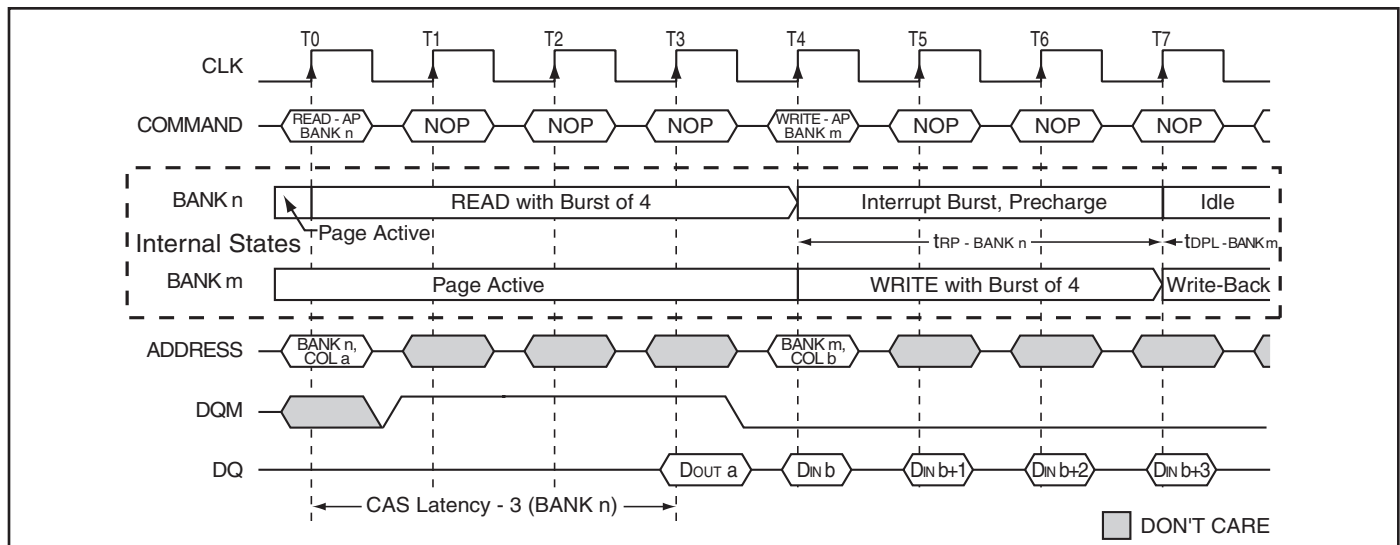 T0 T1 T2 T3 T4 T5 T6 T7
CLK
COMMAND READ - AP BANK n NOP NOP NOP WRITE - AP BANK m NOP NOP NOP
BANK n READ with Burst of 4 Interrupt Burst, Precharge Idle
Internal States Page Active tRP - BANK n tDPL - BANK m
BANK m Page Active WRITE with Burst of 4 Write-Back
ADDRESS BANK n, COL a BANK m, COL b
DQM
DQ DOUT a DIN b DIN b+1 DIN b+2 DIN b+3
CAS Latency - 3 (BANK n)
DON'T CARE